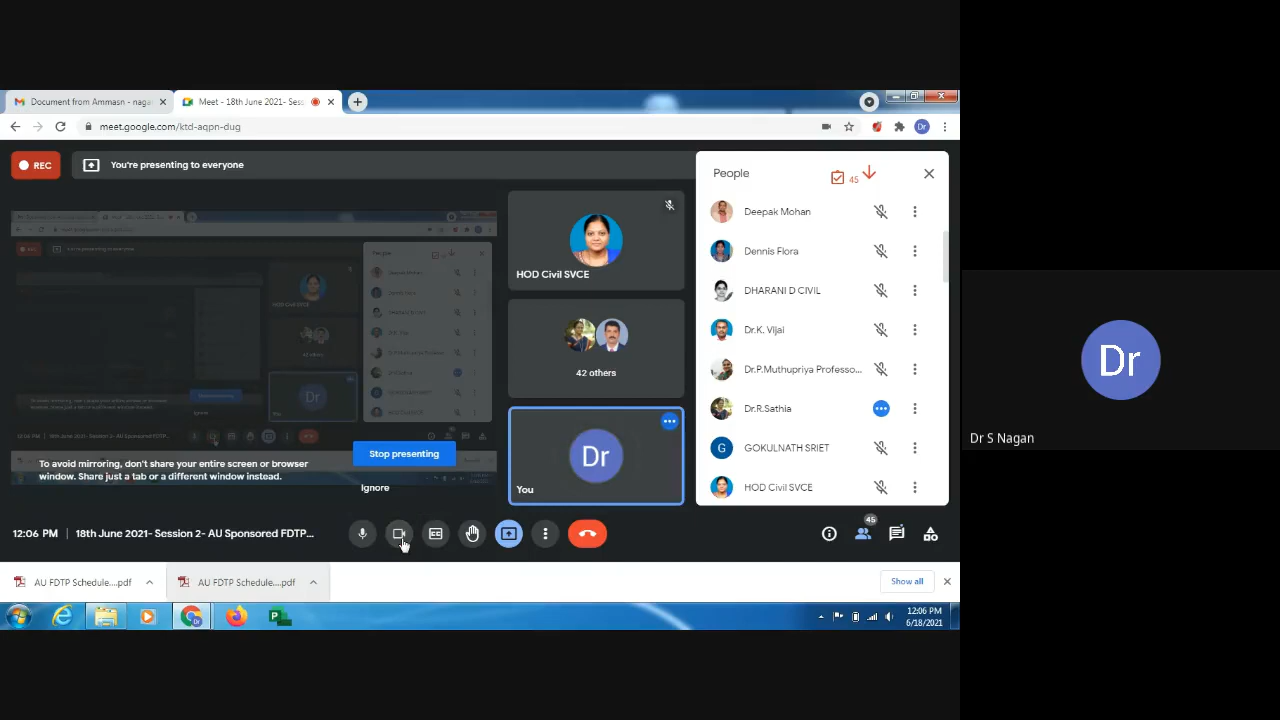 Document from Ammasn - naga
Meet - 18th June 2021- Sess
meet.google.com/ktd-aqpn-dug
Dr
REC
You're presenting to everyone
People
45
Deepak Mohan
Dennis Flora
DHARANI D CIVIL
Dr.K. Vijai
Dr.P.Muthupriya Professo...
Dr.R.Sathia
G
GOKULNATH SRIET
HOD Civil SVCE
HOD Civil SVCE
42 others
Dr
You
To avoid mirroring, don't share your entire screen or browser
window. Share just a tab or a different window instead.
Stop presenting
Ignore
12:06 PM | 18th June 2021- Session 2- AU Sponsored FDTP...
45
AU FDTP Schedule....pdf
AU FDTP Schedule....pdf
Show all
12:06 PM
6/18/2021
Dr
Dr S Nagan